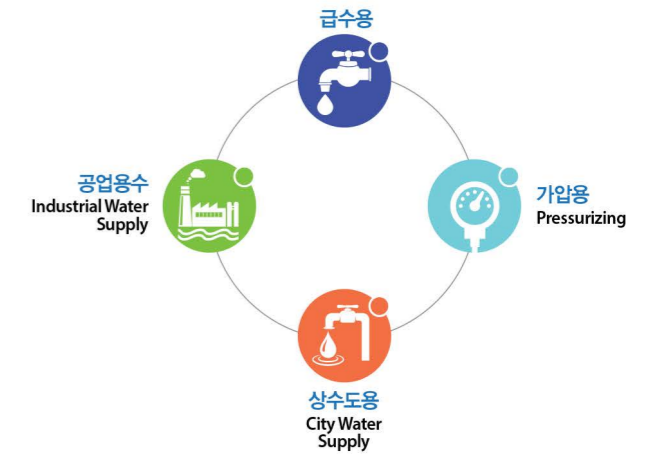 급수용
공업용수
Industrial Water
Supply
가압용
Pressurizing
상수도용
City Water
Supply